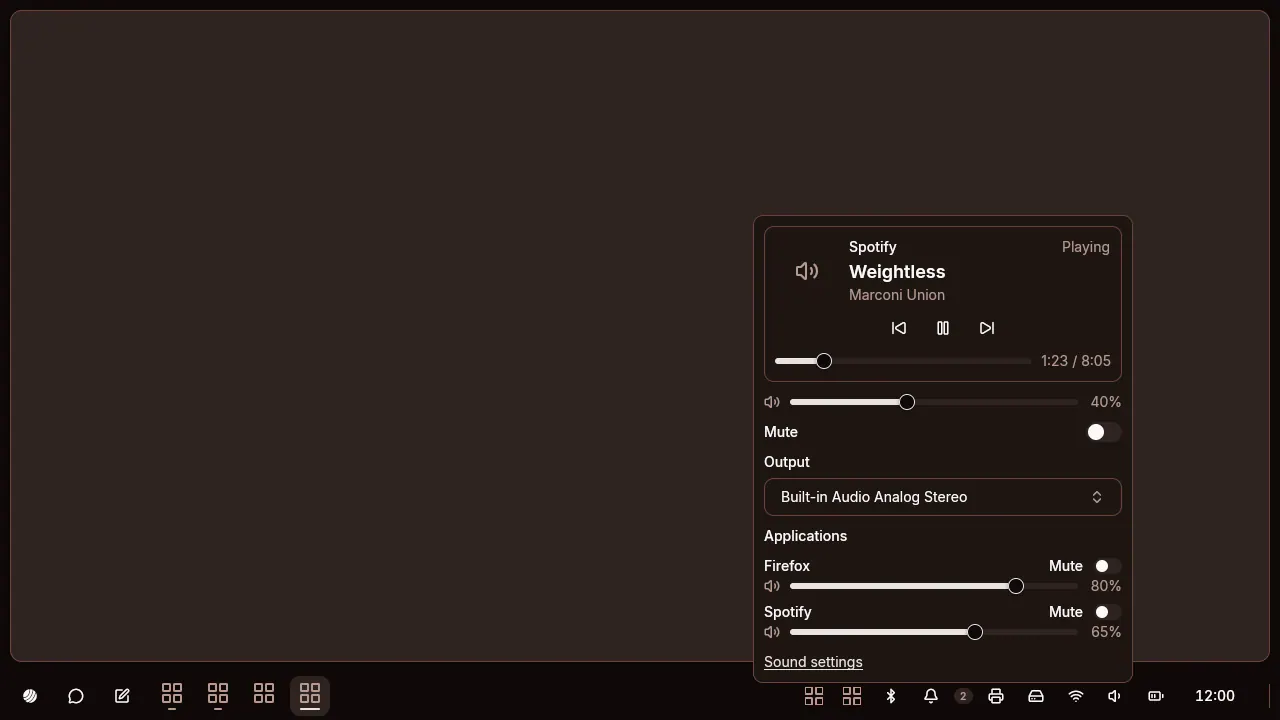 Spotify
Playing
Weightless
Marconi Union
1:23 / 8:05
40%
Mute
Output
Built-in Audio Analog Stereo
Applications
Firefox
Mute
80%
Spotify
Mute
65%
Sound settings
2
12:00